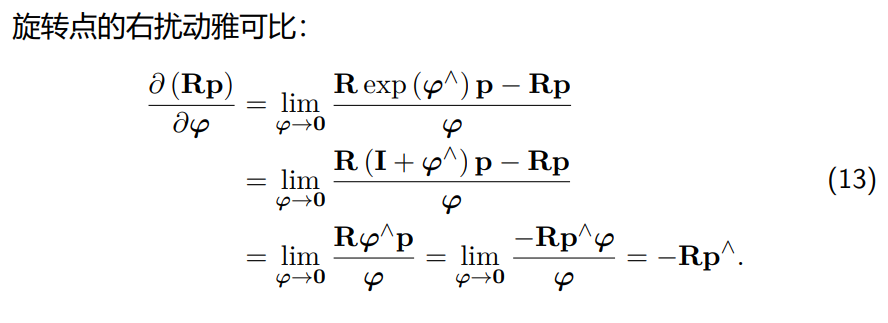 旋转点的右扰动雅可比：
∂(Rp)/∂φ = lim_{φ→0} (R exp(φ^∧) p − Rp)/φ
= lim_{φ→0} (R(I + φ^∧) p − Rp)/φ (13)
= lim_{φ→0} (Rφ^∧p)/φ = lim_{φ→0} (−Rp^∧φ)/φ = −Rp^∧.